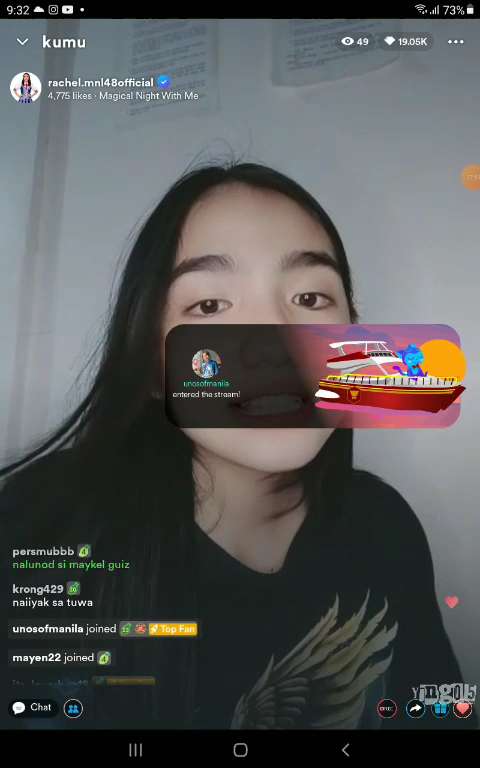 9:32
73%
kumu
49
19.05K
rachel.mnl48official
4,775 likes · Magical Night With Me
unosofmanila
entered the stream!
persmubbb
nalunod si maykel guiz
krong429
naiiyak sa tuwa
unosofmanila joined Top Fan
mayen22 joined
Chat